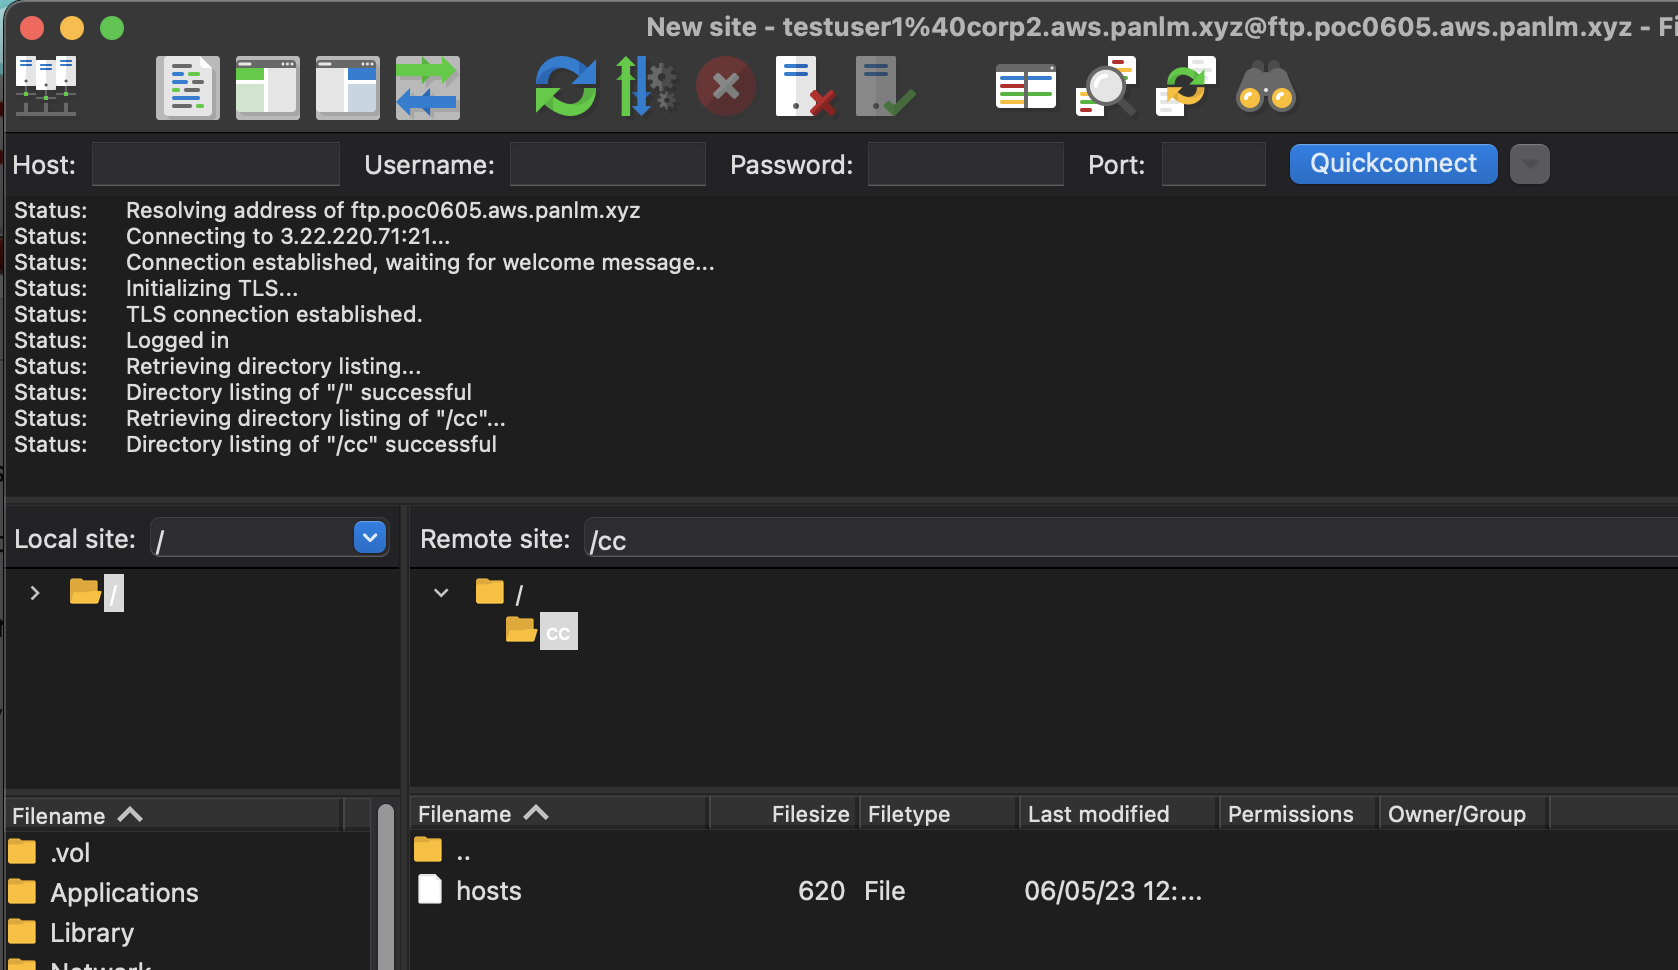 New site - testuser1%40corp2.aws.panlm.xyz@ftp.poc0605.aws.panlm.xyz - Fi
Host: Username: Password: Port: Quickconnect
Status: Resolving address of ftp.poc0605.aws.panlm.xyz
Status: Connecting to 3.22.220.71:21...
Status: Connection established, waiting for welcome message...
Status: Initializing TLS...
Status: TLS connection established.
Status: Logged in
Status: Retrieving directory listing...
Status: Directory listing of "/" successful
Status: Retrieving directory listing of "/cc"...
Status: Directory listing of "/cc" successful
Local site: /
/
Filename
.vol
Applications
Library
Network
Remote site: /cc
/
cc
Filename Filesize Filetype Last modified Permissions Owner/Group
..
hosts 620 File 06/05/23 12:...